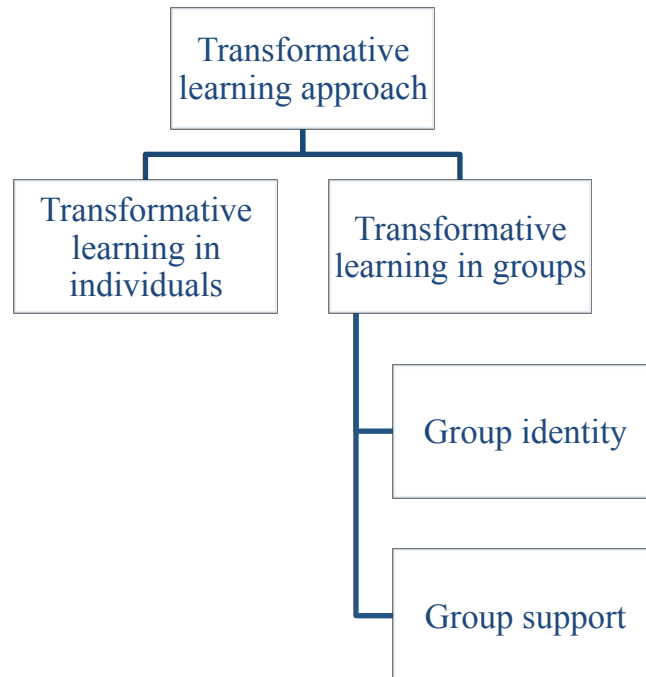 Transformative
learning approach
Transformative
learning in
individuals
Transformative
learning in groups
Group identity
Group support